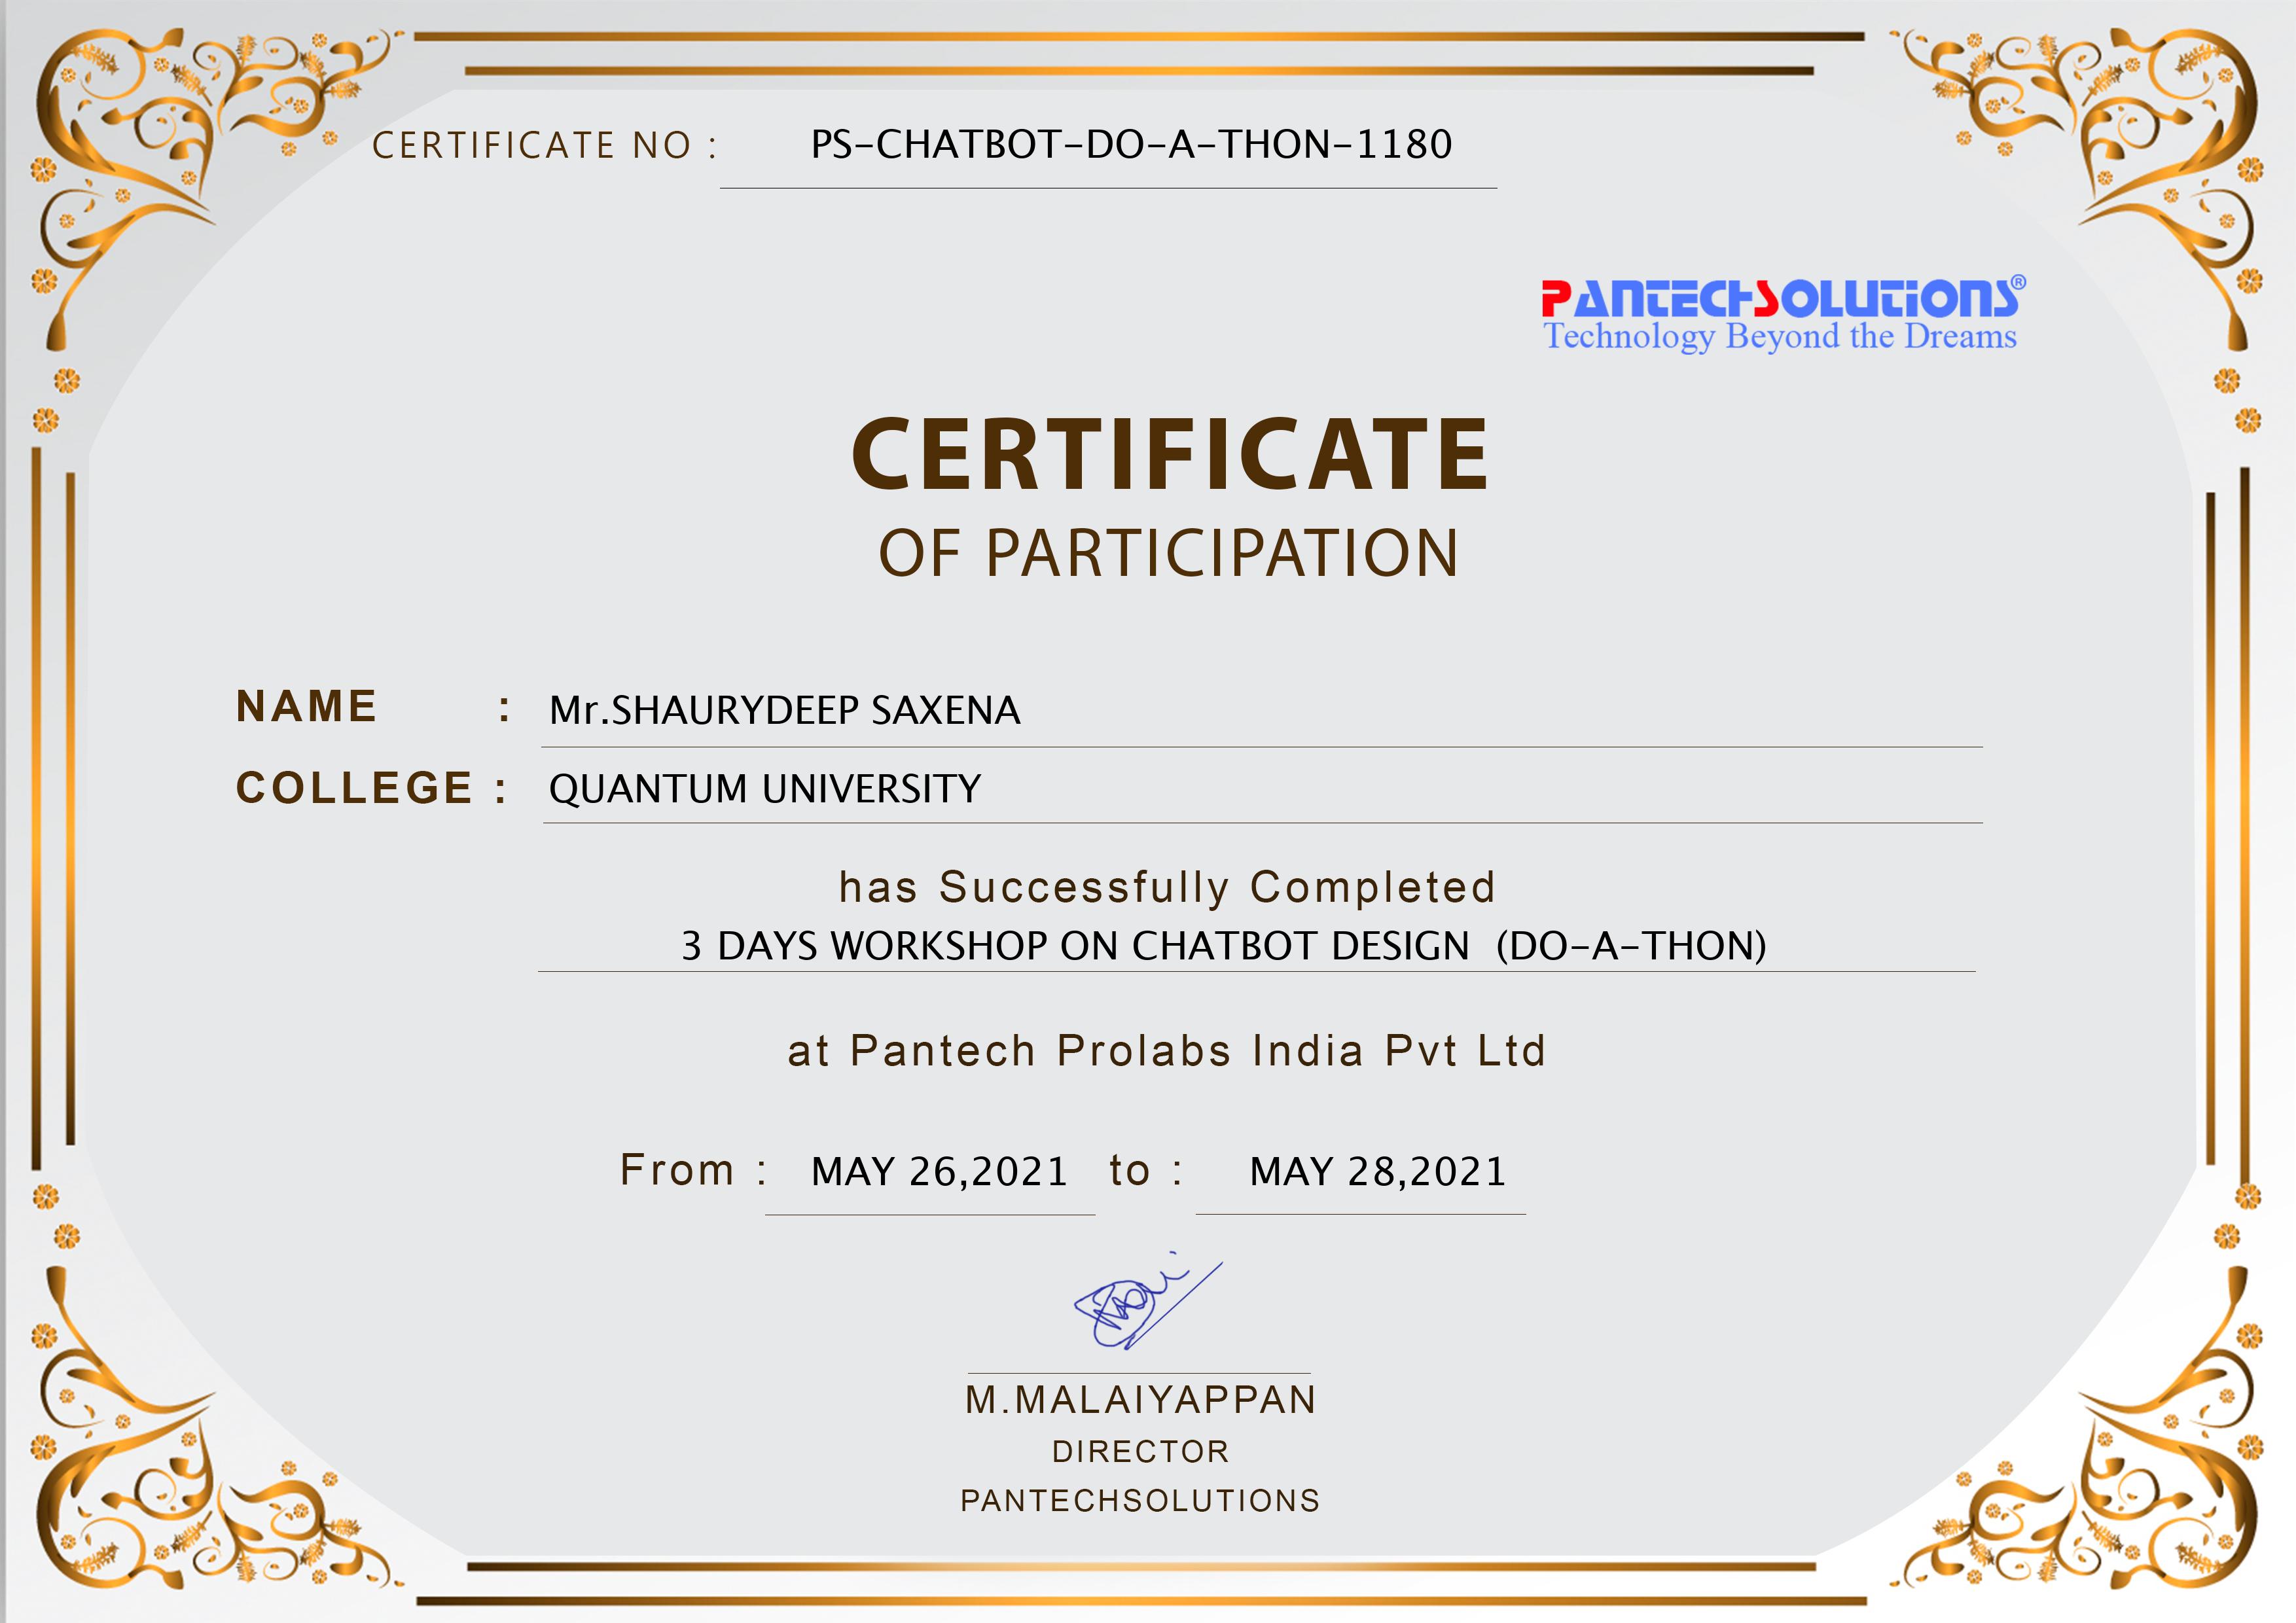 CERTIFICATE NO : PS-CHATBOT-DO-A-THON-1180
PANTECHSOLUTIONS®
Technology Beyond the Dreams
CERTIFICATE
OF PARTICIPATION
NAME : Mr.SHAURYDEEP SAXENA
COLLEGE : QUANTUM UNIVERSITY
has Successfully Completed
3 DAYS WORKSHOP ON CHATBOT DESIGN (DO-A-THON)
at Pantech Prolabs India Pvt Ltd
From : MAY 26,2021 to : MAY 28,2021
M.MALAIYAPPAN
DIRECTOR
PANTECHSOLUTIONS